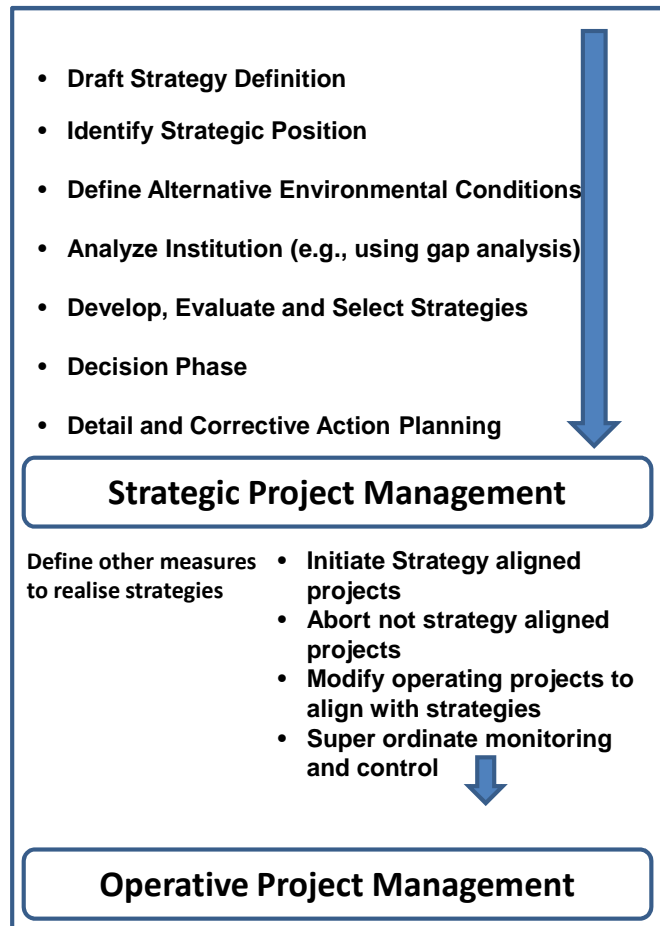 • Draft Strategy Definition
• Identify Strategic Position
• Define Alternative Environmental Conditions
• Analyze Institution (e.g., using gap analysis)
• Develop, Evaluate and Select Strategies
• Decision Phase
• Detail and Corrective Action Planning
Strategic Project Management
Define other measures
to realise strategies
• Initiate Strategy aligned
projects
• Abort not strategy aligned
projects
• Modify operating projects to
align with strategies
• Super ordinate monitoring
and control
Operative Project Management